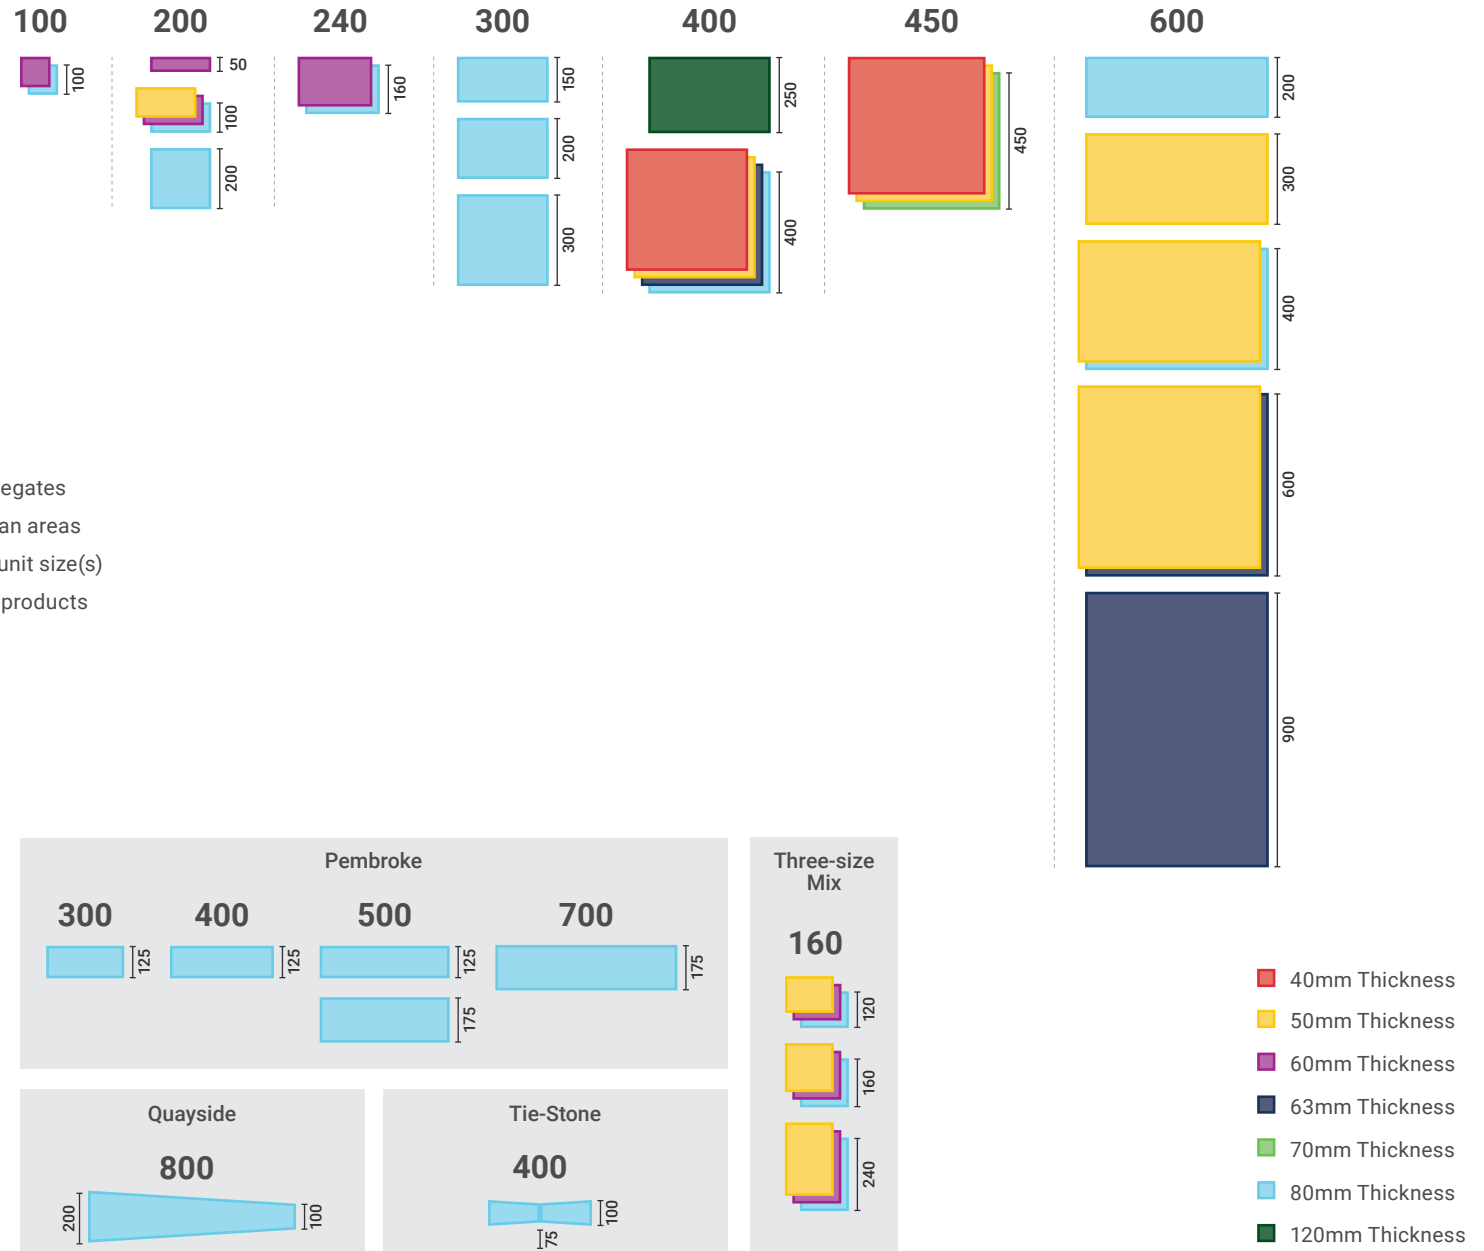 100 200 240 300 400 450 600
100
50
100
200
160
150
200
300
250
400
450
200
300
400
600
900
egates
an areas
unit size(s)
products
Pembroke
300 400 500 700
125 125 125 175
175
Three-size
Mix
160
120
160
240
Quayside
800
200 100
Tie-Stone
400
100
75
40mm Thickness
50mm Thickness
60mm Thickness
63mm Thickness
70mm Thickness
80mm Thickness
120mm Thickness